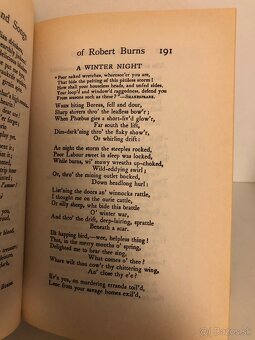 nd Songs
of Robert Burns 191
A WINTER NIGHT
"Poor naked wretches, wheresoe'er you are,
That bide the pelting of this pitiless storm!
How shall your houseless heads, and unfed sides,
Your loop'd and window'd raggedness, defend you
From seasons such as these?"—SHAKESPEARE.
WHEN biting Boreas, fell and dour,
Sharp shivers thro' the leafless bow'r;
When Phœbus gies a short-liv'd glow'r,
Far south the lift,
Dim-dark'ning thro' the flaky show'r,
Or whirling drift:
Ae night the storm the steeples rocked,
Poor Labour sweet in sleep was locked,
While burns, wi' snawy wreeths up-choked,
Wild-eddying swirl;
Or, thro' the mining outlet bocked,
Down headlong hurl:
List'ning the doors an' winnocks rattle,
I thought me on the ourie cattle,
Or silly sheep, wha bide this brattle
O' winter war,
And thro' the drift, deep-lairing, sprattle
Beneath a scar.
Ilk happing bird,—wee, helpless thing!
That, in the merry months o' spring,
Delighted me to hear thee sing,
What comes o' thee?
Where wilt thou cow'r thy chittering wing,
An' close thy e'e?
Ev'n you, on murdering errands toil'd,
Lone from your savage homes exil'd,